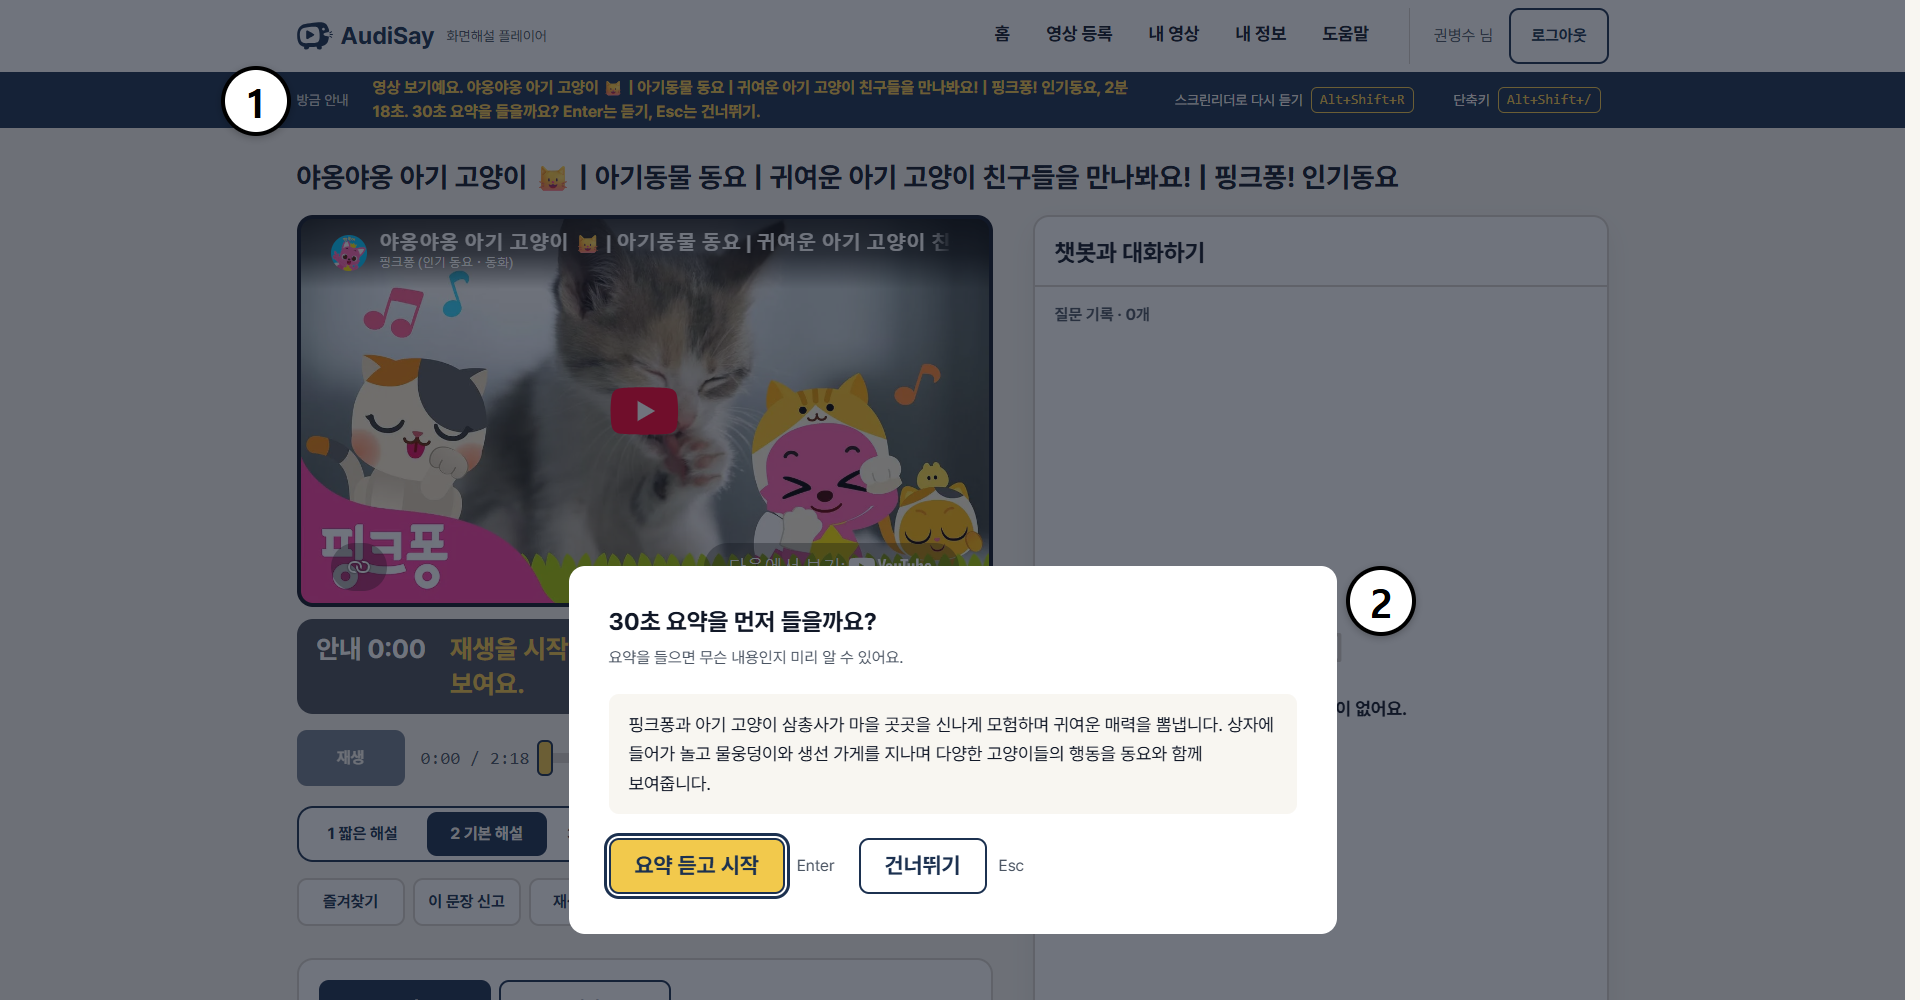 AudiSay 화면해설 플레이어
홈 영상 등록 내 영상 내 정보 도움말 권병수 님 로그아웃
1
방금 안내
영상 보기예요. 야옹야옹 아기 고양이 🐱 | 아기동물 동요 | 귀여운 아기 고양이 친구들을 만나봐요! | 핑크퐁! 인기동요, 2분
18초. 30초 요약을 들을까요? Enter는 듣기, Esc는 건너뛰기.
스크린리더로 다시 듣기 Alt+Shift+R 단축키 Alt+Shift+/
야옹야옹 아기 고양이 🐱 | 아기동물 동요 | 귀여운 아기 고양이 친구들을 만나봐요! | 핑크퐁! 인기동요
야옹야옹 아기 고양이 🐱 | 아기동물 동요 | 귀여운 아기 고양이 친
핑크퐁 (인기 동요・동화)
핑크퐁
다음에서 보기: YouTube
챗봇과 대화하기
질문 기록 · 0개
안내 0:00 재생을 시작
보여요.
재생 0:00 / 2:18
1 짧은 해설 2 기본 해설
즐겨찾기 이 문장 신고
2
30초 요약을 먼저 들을까요?
요약을 들으면 무슨 내용인지 미리 알 수 있어요.
핑크퐁과 아기 고양이 삼총사가 마을 곳곳을 신나게 모험하며 귀여운 매력을 뽐냅니다. 상자에
들어가 놀고 물웅덩이와 생선 가게를 지나며 다양한 고양이들의 행동을 동요와 함께
보여줍니다.
요약 듣고 시작 Enter 건너뛰기 Esc
이 없어요.